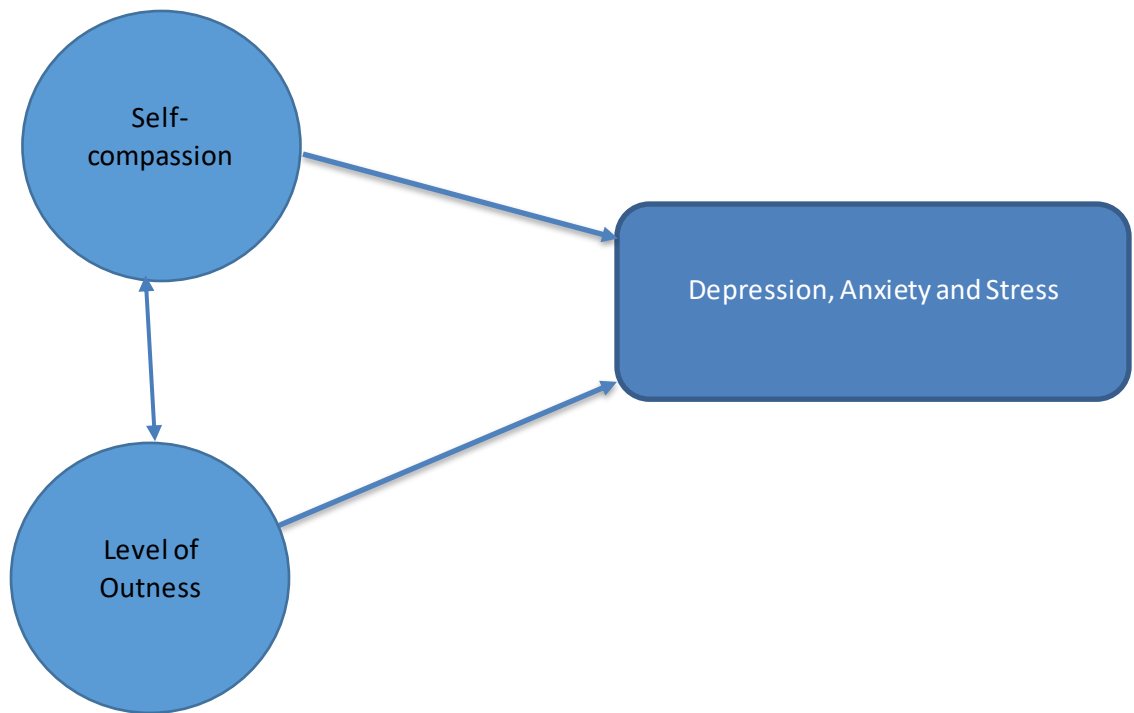 Self-
compassion
Depression, Anxiety and Stress
Level of
Outness